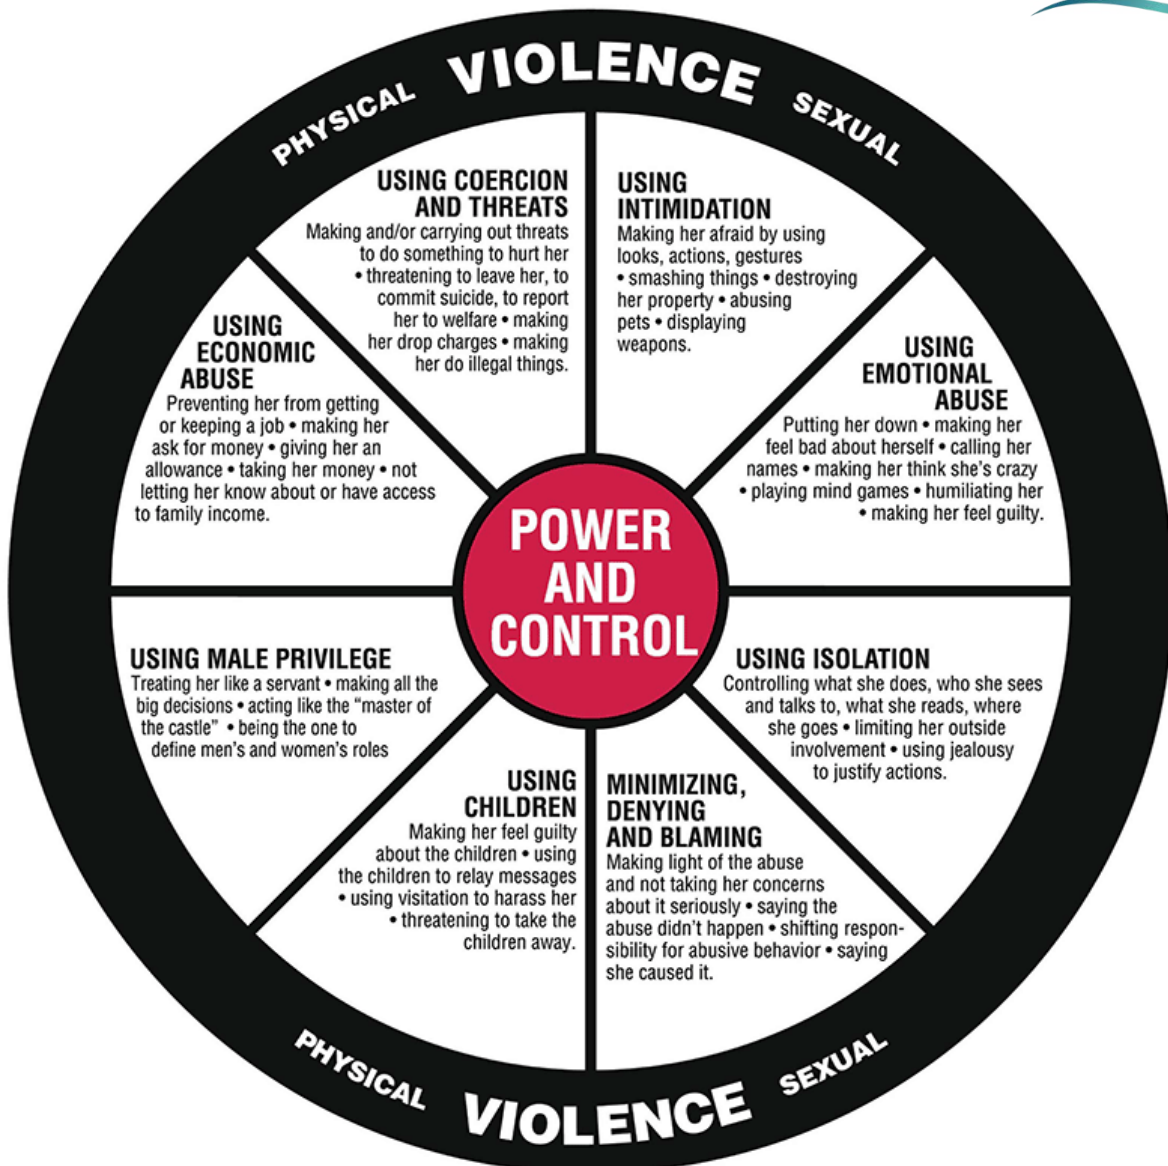 PHYSICAL VIOLENCE SEXUAL
USING COERCION
AND THREATS
Making and/or carrying out threats
to do something to hurt her
• threatening to leave her, to
commit suicide, to report
her to welfare • making
her drop charges • making
her do illegal things.
USING
INTIMIDATION
Making her afraid by using
looks, actions, gestures
• smashing things • destroying
her property • abusing
pets • displaying
weapons.
USING
EMOTIONAL
ABUSE
Putting her down • making her
feel bad about herself • calling her
names • making her think she’s crazy
• playing mind games • humiliating her
• making her feel guilty.
USING ISOLATION
Controlling what she does, who she sees
and talks to, what she reads, where
she goes • limiting her outside
involvement • using jealousy
to justify actions.
MINIMIZING,
DENYING
AND BLAMING
Making light of the abuse
and not taking her concerns
about it seriously • saying the
abuse didn’t happen • shifting respon-
sibility for abusive behavior • saying
she caused it.
USING
CHILDREN
Making her feel guilty
about the children • using
the children to relay messages
• using visitation to harass her
• threatening to take the
children away.
USING MALE PRIVILEGE
Treating her like a servant • making all the
big decisions • acting like the “master of
the castle” • being the one to
define men’s and women’s roles
USING
ECONOMIC
ABUSE
Preventing her from getting
or keeping a job • making her
ask for money • giving her an
allowance • taking her money • not
letting her know about or have access
to family income.
POWER
AND
CONTROL
PHYSICAL VIOLENCE SEXUAL